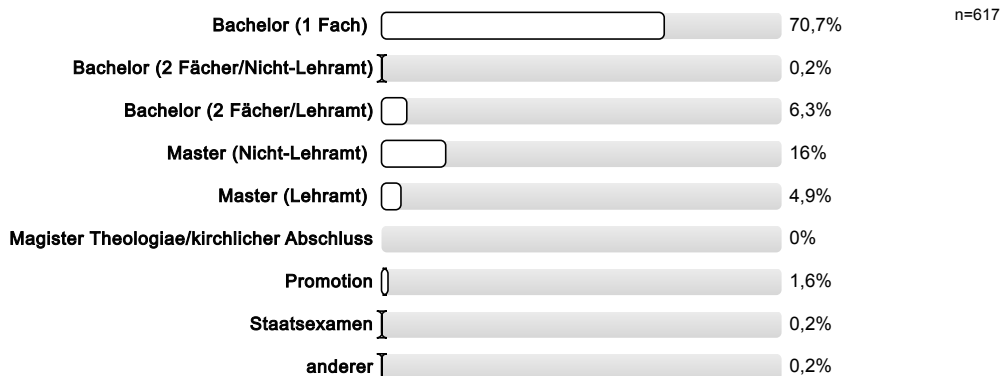 Bachelor (1 Fach) 70,7% n=617
Bachelor (2 Fächer/Nicht-Lehramt) 0,2%
Bachelor (2 Fächer/Lehramt) 6,3%
Master (Nicht-Lehramt) 16%
Master (Lehramt) 4,9%
Magister Theologiae/kirchlicher Abschluss 0%
Promotion 1,6%
Staatsexamen 0,2%
anderer 0,2%